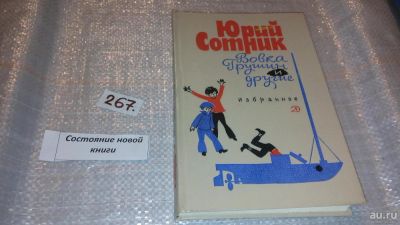 Юрий
Сотник
Вовка
Грушин
и
другие
избранное
267.
Состояние новой
книги
au.ru